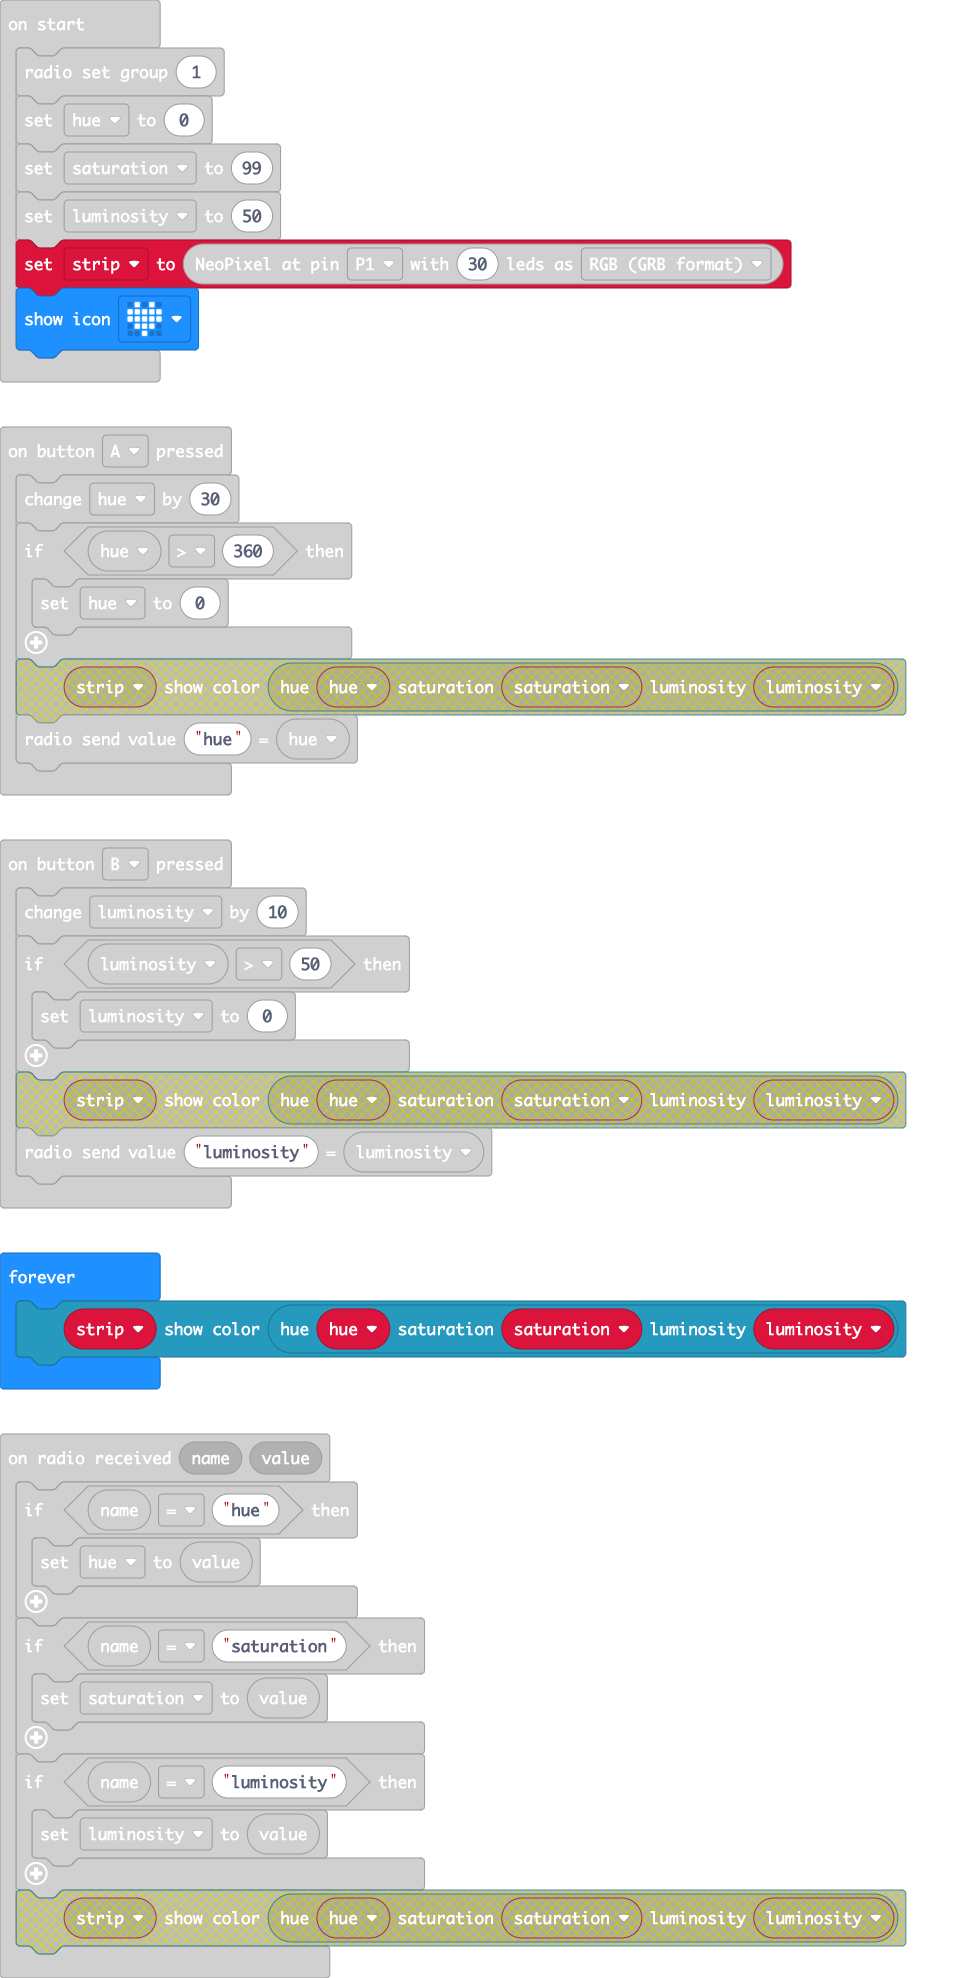 on start
radio set group 1
set hue to 0
set saturation to 99
set luminosity to 50
set strip to NeoPixel at pin P1 with 30 leds as RGB (GRB format)
show icon
on button A pressed
change hue by 30
if hue > 360 then
set hue to 0
strip show color hue hue saturation saturation luminosity luminosity
radio send value "hue" = hue
on button B pressed
change luminosity by 10
if luminosity > 50 then
set luminosity to 0
strip show color hue hue saturation saturation luminosity luminosity
radio send value "luminosity" = luminosity
forever
strip show color hue hue saturation saturation luminosity luminosity
on radio received name value
if name = "hue" then
set hue to value
if name = "saturation" then
set saturation to value
if name = "luminosity" then
set luminosity to value
strip show color hue hue saturation saturation luminosity luminosity